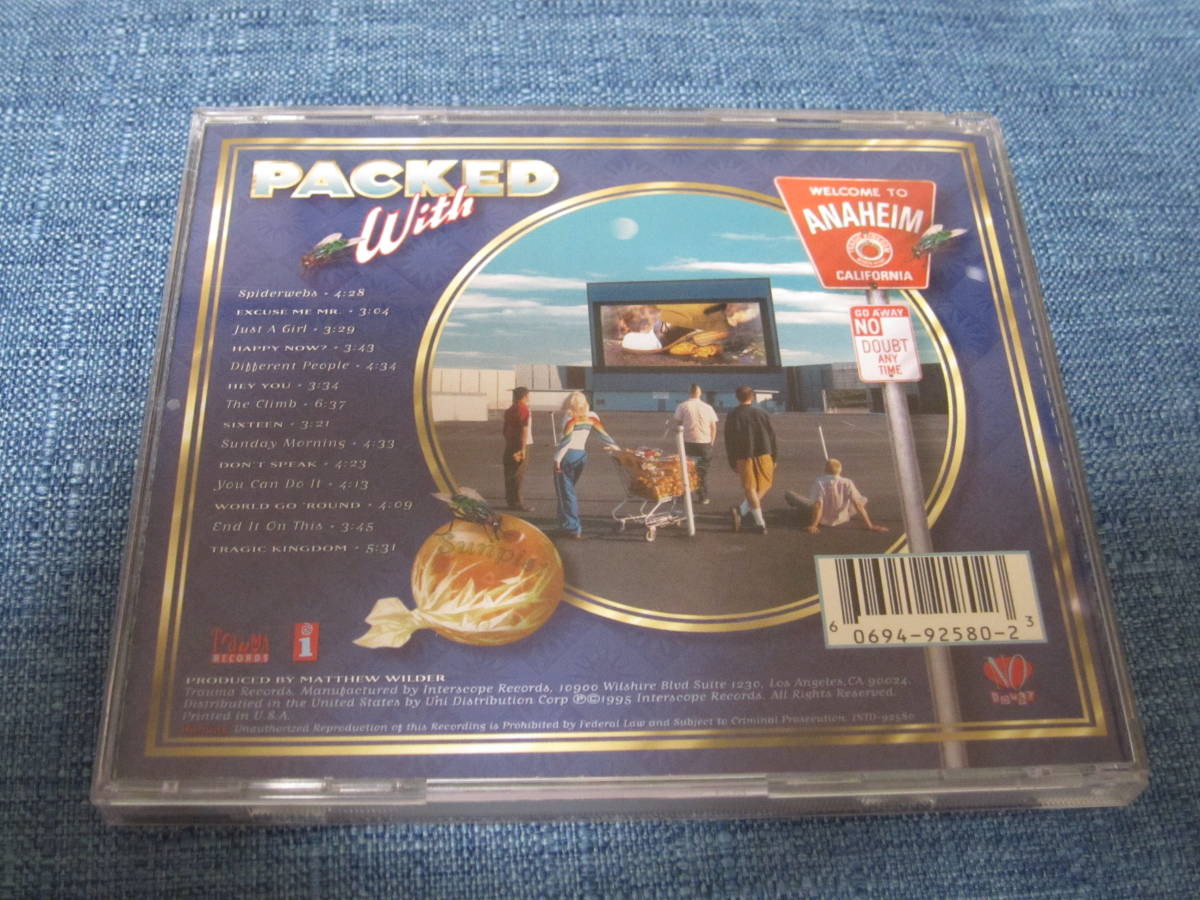 PACKED
With
Spiderwebs • 4:28
EXCUSE ME MR. • 3:04
Just A Girl • 3:29
HAPPY NOW? • 3:43
Different People • 4:34
HEY YOU • 3:34
The Climb • 6:37
SIXTEEN • 3:21
Sunday Morning • 4:33
DON'T SPEAK • 4:23
You Can Do It • 4:13
WORLD GO 'ROUND • 4:09
End It On This • 3:45
TRAGIC KINGDOM • 5:31
WELCOME TO
ANAHEIM
CALIFORNIA
GO AWAY
NO
DOUBT
ANY
TIME
6 0694-92580-2 3
TRAUMA
RECORDS
i
NO
DOUBT
PRODUCED BY MATTHEW WILDER
Trauma Records. Manufactured by Interscope Records, 10900 Wilshire Blvd Suite 1230, Los Angeles, CA 90024.
Distributed in the United States by Uni Distribution Corp ℗©1995 Interscope Records. All Rights Reserved.
Printed in U.S.A.
Unauthorized Reproduction of this Recording is Prohibited by Federal Law and Subject to Criminal Prosecution. INTD-92580